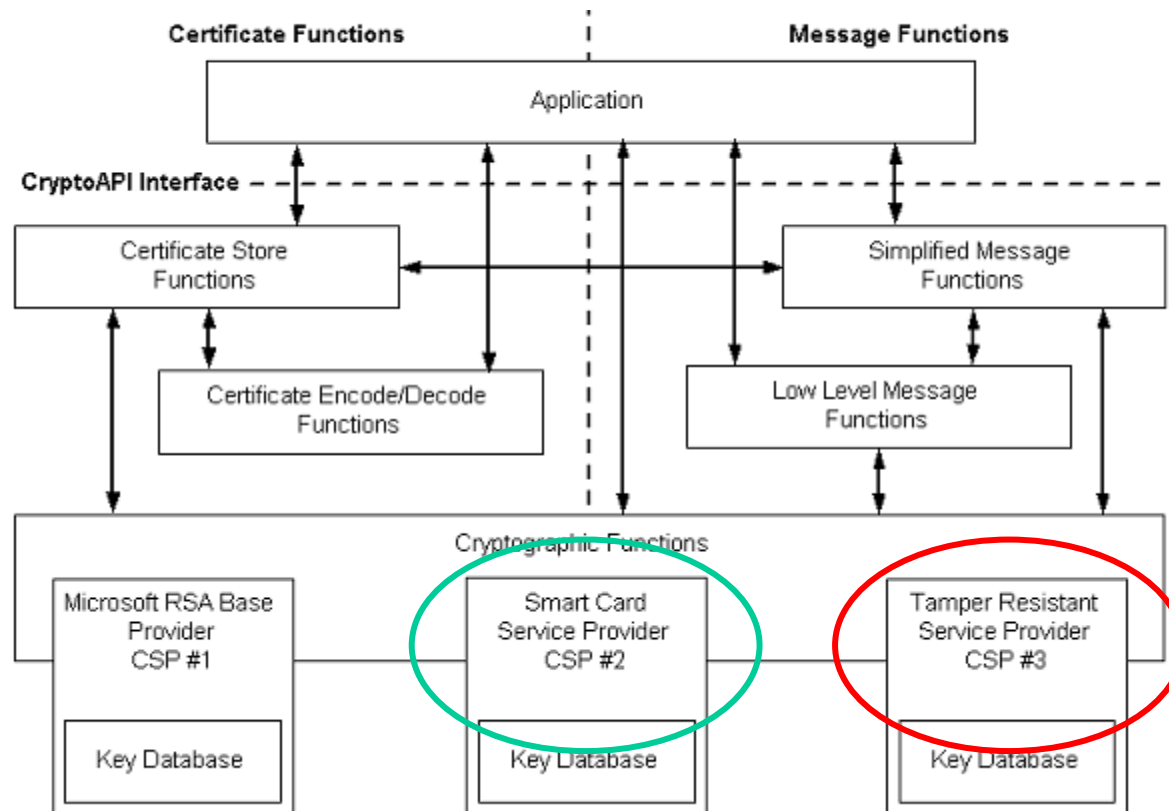 Certificate Functions
Message Functions
Application
CryptoAPI Interface
Certificate Store
Functions
Simplified Message
Functions
Certificate Encode/Decode
Functions
Low Level Message
Functions
Cryptographic Functions
Microsoft RSA Base
Provider
CSP #1
Smart Card
Service Provider
CSP #2
Tamper Resistant
Service Provider
CSP #3
Key Database
Key Database
Key Database